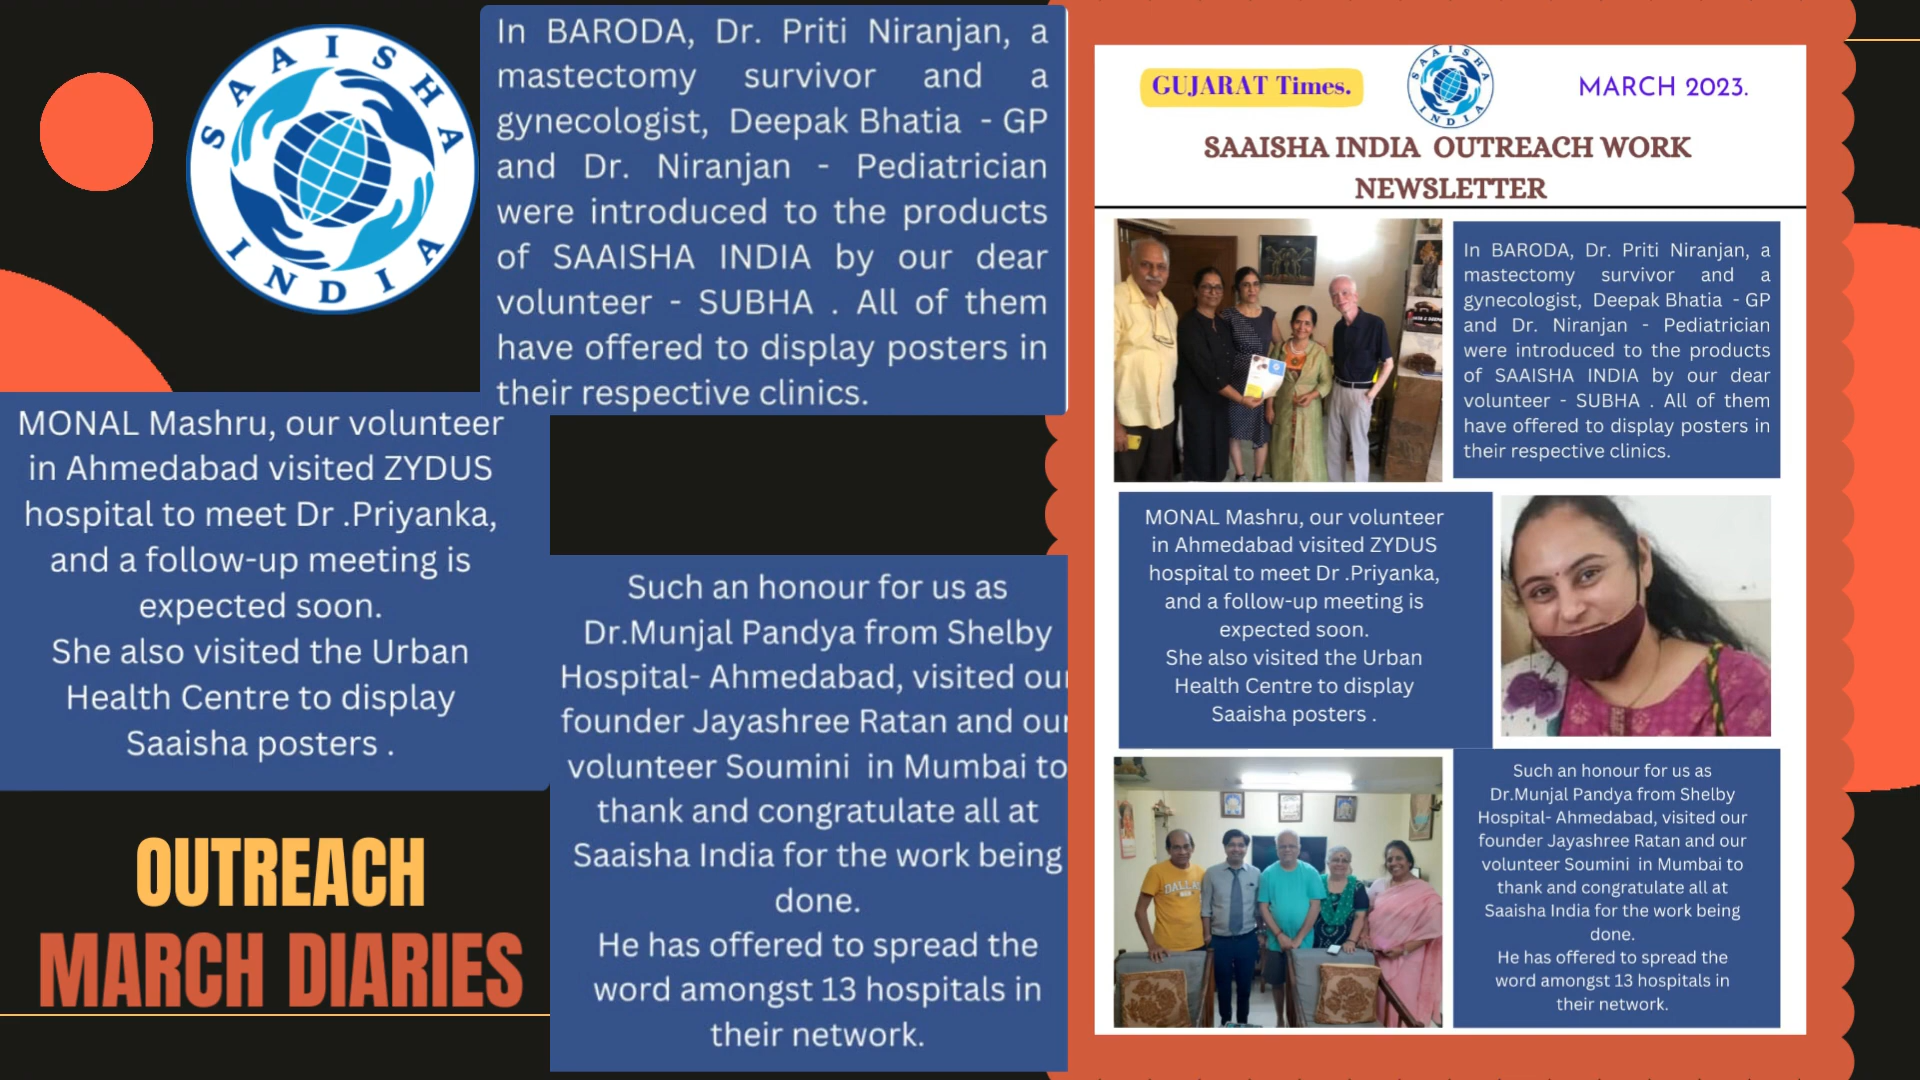 SAAISHA
INDIA
In BARODA, Dr. Priti Niranjan, a
mastectomy survivor and a
gynecologist, Deepak Bhatia - GP
and Dr. Niranjan - Pediatrician
were introduced to the products
of SAAISHA INDIA by our dear
volunteer - SUBHA . All of them
have offered to display posters in
their respective clinics.
MONAL Mashru, our volunteer
in Ahmedabad visited ZYDUS
hospital to meet Dr .Priyanka,
and a follow-up meeting is
expected soon.
She also visited the Urban
Health Centre to display
Saaisha posters .
OUTREACH
MARCH DIARIES
Such an honour for us as
Dr.Munjal Pandya from Shelby
Hospital- Ahmedabad, visited our
founder Jayashree Ratan and our
volunteer Soumini in Mumbai to
thank and congratulate all at
Saaisha India for the work being
done.
He has offered to spread the
word amongst 13 hospitals in
their network.
GUJARAT Times.
SAAISHA
INDIA
MARCH 2023.
SAAISHA INDIA OUTREACH WORK
NEWSLETTER
In BARODA, Dr. Priti Niranjan, a
mastectomy survivor and a
gynecologist, Deepak Bhatia - GP
and Dr. Niranjan - Pediatrician
were introduced to the products
of SAAISHA INDIA by our dear
volunteer - SUBHA . All of them
have offered to display posters in
their respective clinics.
MONAL Mashru, our volunteer
in Ahmedabad visited ZYDUS
hospital to meet Dr .Priyanka,
and a follow-up meeting is
expected soon.
She also visited the Urban
Health Centre to display
Saaisha posters .
DALLAS
Such an honour for us as
Dr.Munjal Pandya from Shelby
Hospital- Ahmedabad, visited our
founder Jayashree Ratan and our
volunteer Soumini in Mumbai to
thank and congratulate all at
Saaisha India for the work being
done.
He has offered to spread the
word amongst 13 hospitals in
their network.